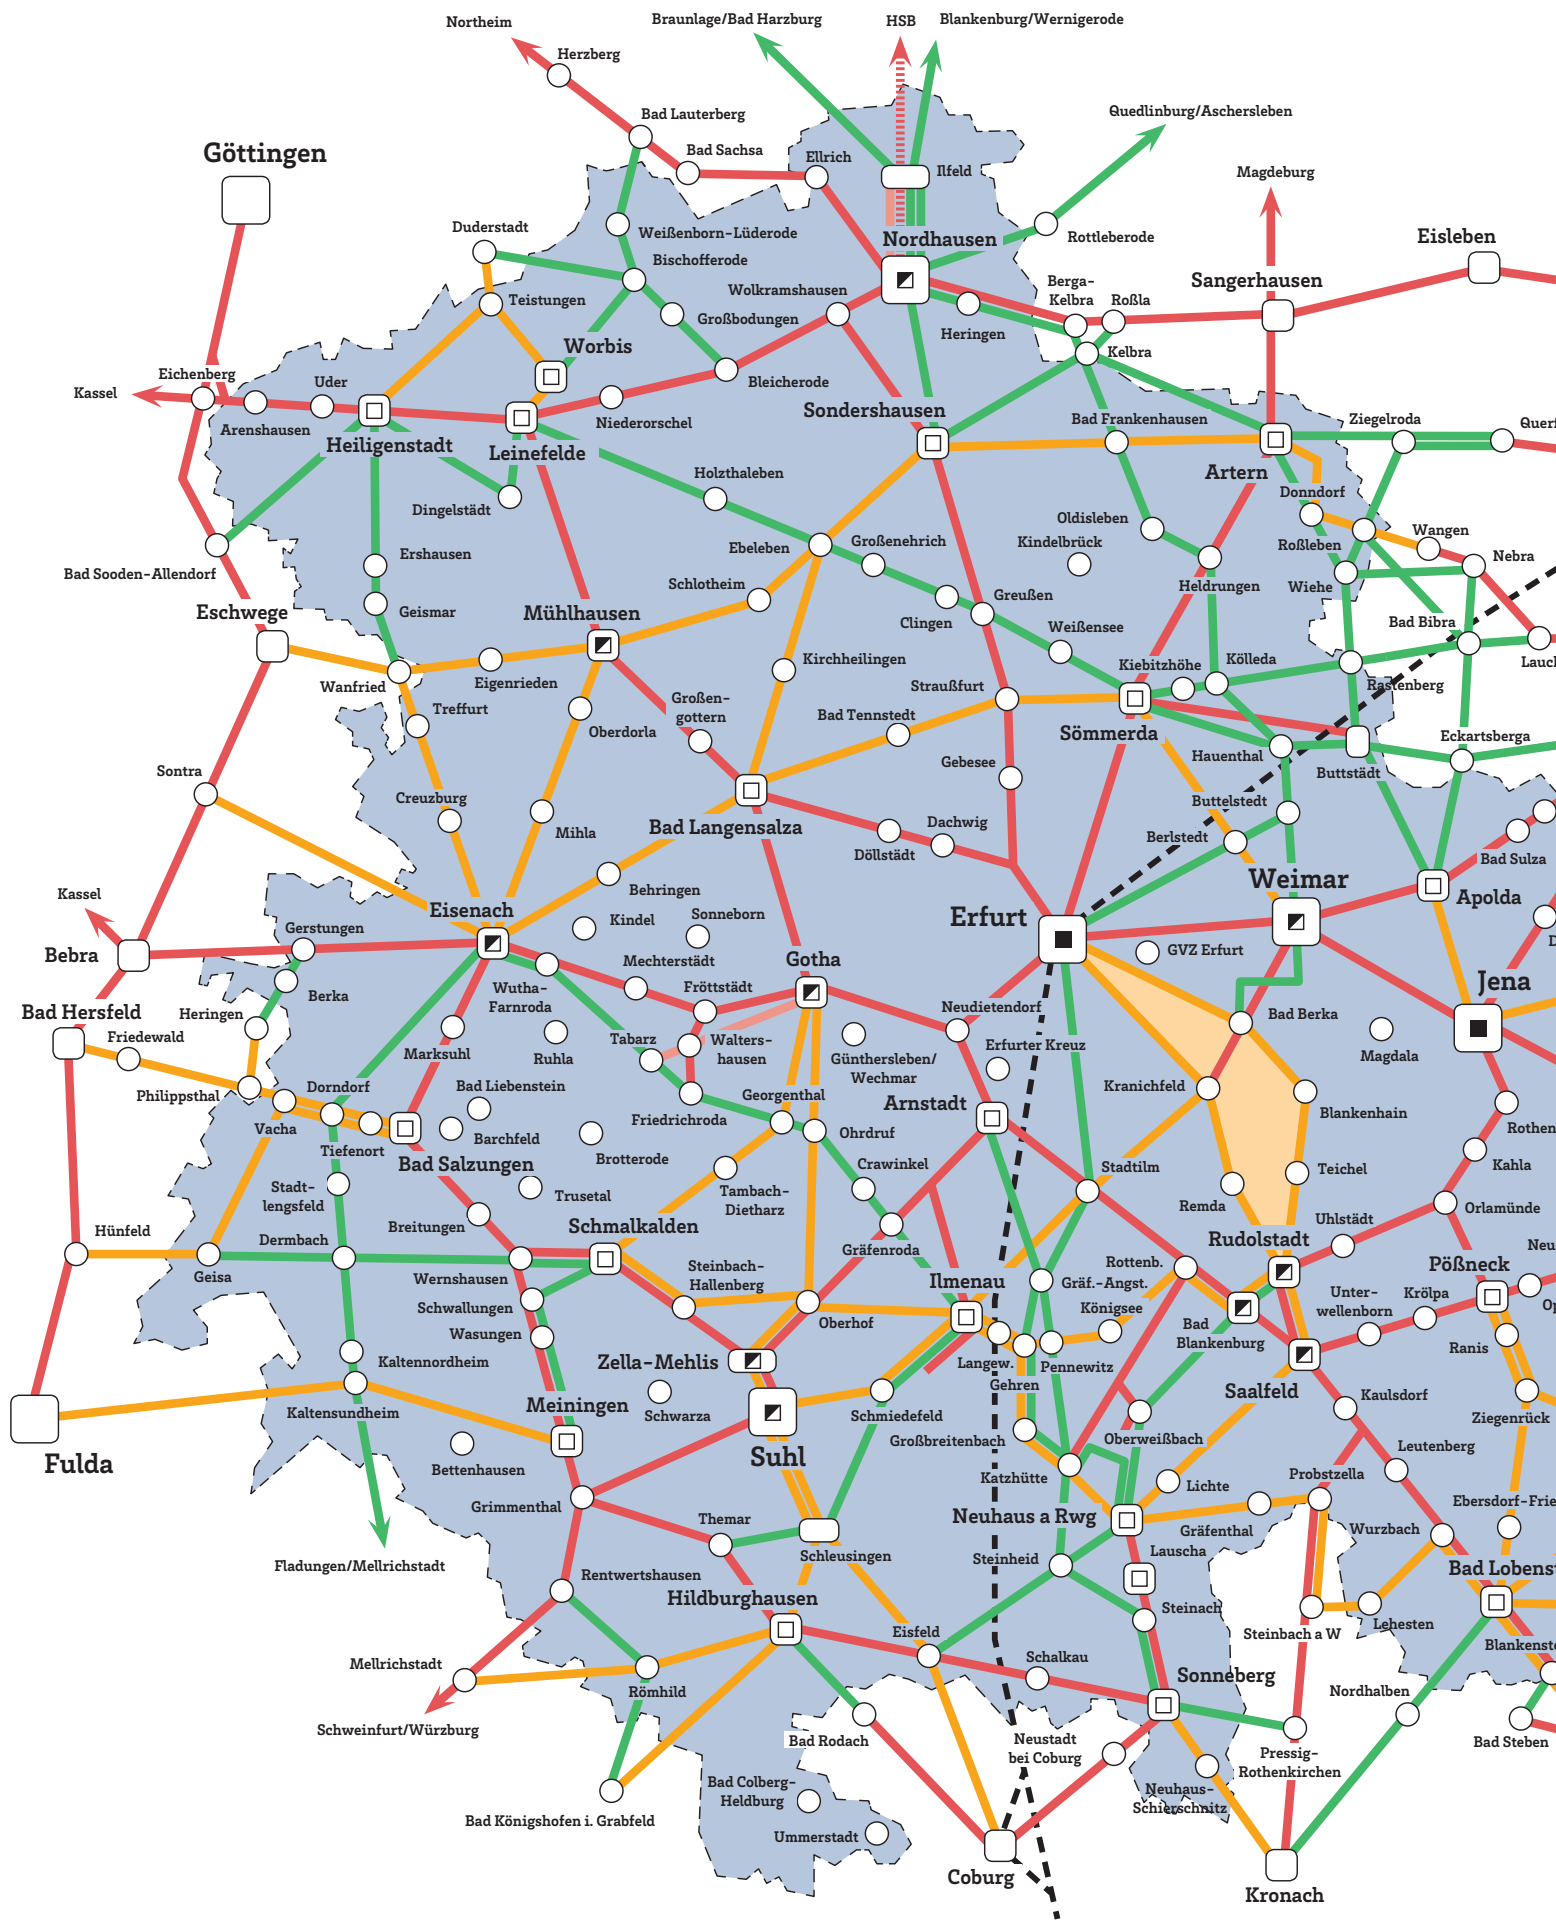 Northeim
Braunlage/Bad Harzburg
HSB
Blankenburg/Wernigerode
Herzberg
Bad Lauterberg
Quedlinburg/Aschersleben
Göttingen
Bad Sachsa
Ellrich
Ilfeld
Magdeburg
Duderstadt
Weißenborn-Lüderode
Nordhausen
Rottleberode
Eisleben
Bischofferode
Teistungen
Wolkramshausen
Berga-
Kelbra
Roßla
Sangerhausen
Großbodungen
Heringen
Worbis
Kelbra
Eichenberg
Kassel
Uder
Bleicherode
Arenshausen
Niederorschel
Sondershausen
Bad Frankenhausen
Ziegelroda
Querf
Heiligenstadt
Leinefelde
Artern
Holzthaleben
Dingelstädt
Donndorf
Oldisleben
Wangen
Ebeleben
Großenehrich
Kindelbrück
Roßleben
Nebra
Ershausen
Bad Sooden-Allendorf
Schlotheim
Heldrungen
Wiehe
Greußen
Eschwege
Geismar
Mühlhausen
Clingen
Weißensee
Bad Bibra
Kirchheilingen
Kiebitzhöhe
Kölleda
Lauch
Wanfried
Eigenrieden
Straußfurt
Rastenberg
Treffurt
Großen-
gottern
Bad Tennstedt
Oberdorla
Sömmerda
Eckartsberga
Hauenthal
Gebesee
Buttstädt
Sontra
Creuzburg
Buttelstedt
Mihla
Bad Langensalza
Dachwig
Berlstedt
Döllstädt
Bad Sulza
Behringen
Weimar
Kassel
Eisenach
Kindel
Sonneborn
Erfurt
Apolda
Gerstungen
Bebra
GVZ Erfurt
D
Mechterstädt
Gotha
Jena
Berka
Wutha-
Farnroda
Fröttstädt
Bad Hersfeld
Heringen
Neudietendorf
Bad Berka
Friedewald
Marksuhl
Ruhla
Tabarz
Walters-
hausen
Günthersleben/
Wechmar
Erfurter Kreuz
Magdala
Philippsthal
Dorndorf
Bad Liebenstein
Georgenthal
Kranichfeld
Arnstadt
Blankenhain
Vacha
Friedrichroda
Rothen
Tiefenort
Barchfeld
Ohrdruf
Brotterode
Bad Salzungen
Crawinkel
Stadtilm
Teichel
Kahla
Stadt-
lengsfeld
Trusetal
Tambach-
Dietharz
Remda
Orlamünde
Breitungen
Schmalkalden
Uhlstädt
Hünfeld
Dermbach
Gräfenroda
Rudolstadt
Neu
Geisa
Wernshausen
Steinbach-
Hallenberg
Rottenb.
Pößneck
Ilmenau
Gräf.-Angst.
Schwallungen
Königsee
Unter-
wellenborn
Krölpa
Op
Wasungen
Oberhof
Bad
Blankenburg
Ranis
Kaltennordheim
Zella-Mehlis
Langew.
Pennewitz
Gehren
Saalfeld
Kaulsdorf
Kaltensundheim
Meiningen
Schwarza
Schmiedefeld
Ziegenrück
Großbreitenbach
Oberweißbach
Fulda
Bettenhausen
Suhl
Leutenberg
Katzhütte
Lichte
Probstzella
Grimmenthal
Ebersdorf-Frie
Themar
Neuhaus a Rwg
Gräfenthal
Wurzbach
Fladungen/Mellrichstadt
Schleusingen
Steinheid
Lauscha
Rentwertshausen
Bad Lobenst
Hildburghausen
Steinach
Lehesten
Eisfeld
Steinbach a W
Blankenste
Mellrichstadt
Schalkau
Sonneberg
Römhild
Nordhalben
Schweinfurt/Würzburg
Bad Rodach
Neustadt
bei Coburg
Bad Steben
Pressig-
Rothenkirchen
Bad Colberg-
Heldburg
Neuhaus-
Schierschnitz
Bad Königshofen i. Grabfeld
Ummerstadt
Coburg
Kronach